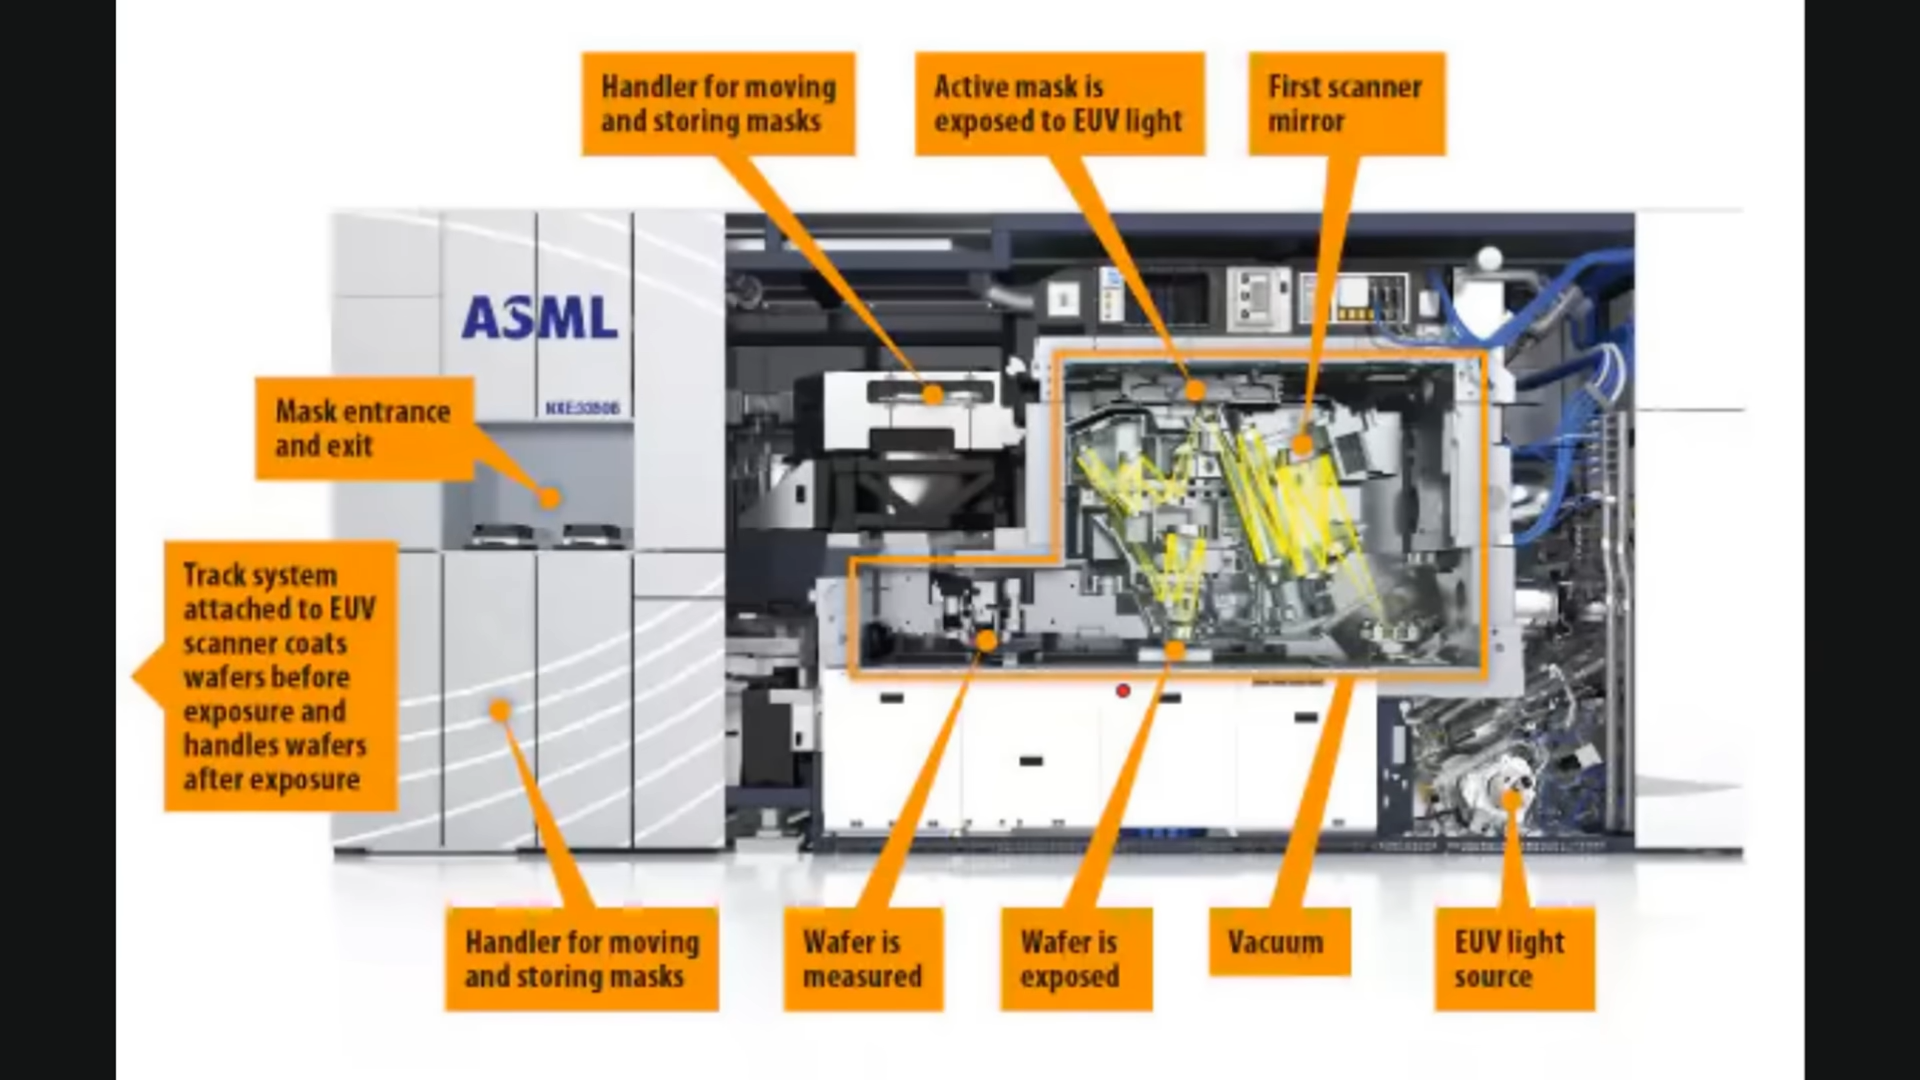 Handler for moving
and storing masks
Active mask is
exposed to EUV light
First scanner
mirror
ASML
NXE:3350B
Mask entrance
and exit
Track system
attached to EUV
scanner coats
wafers before
exposure and
handles wafers
after exposure
Handler for moving
and storing masks
Wafer is
measured
Wafer is
exposed
Vacuum
EUV light
source